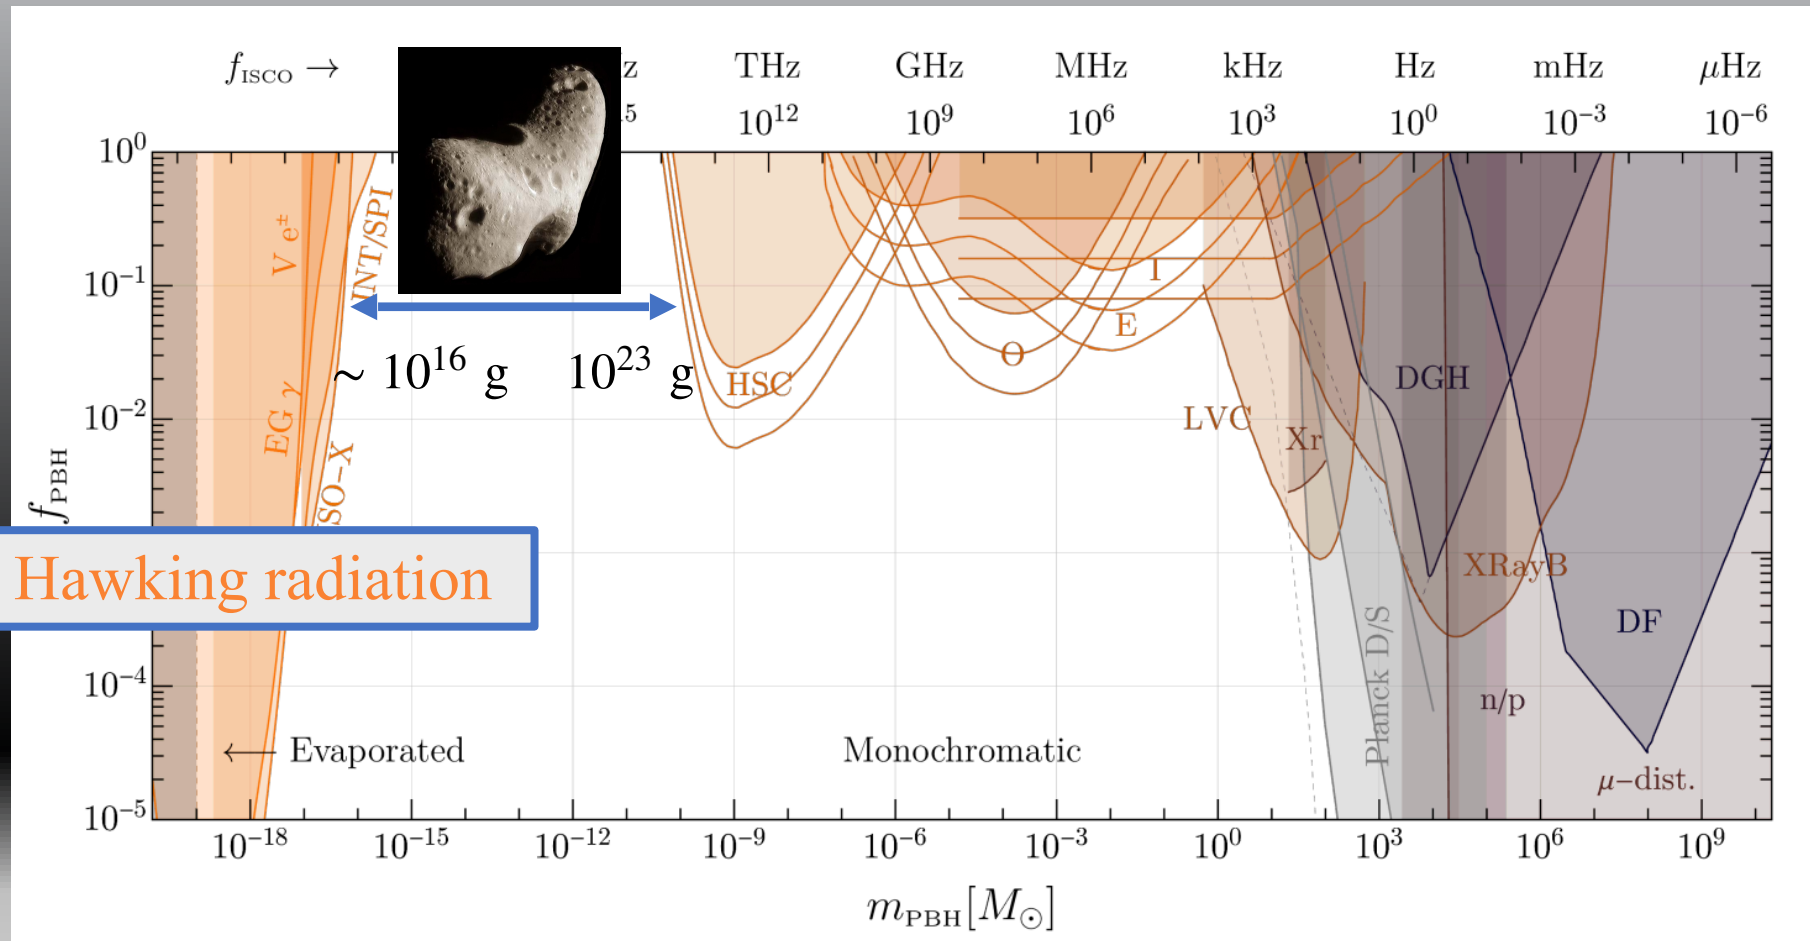 f_ISCO → z THz GHz MHz kHz Hz mHz μHz
15 10^12 10^9 10^6 10^3 10^0 10^-3 10^-6
10^0
10^-1
10^-2
10^-4
10^-5
f_PBH
V e^±
INT/SPI
EG γ
SO-X
~ 10^16 g 10^23 g
HSC
O
E
I
LVC
Xr
DGH
XRayB
DF
Planck D/S
n/p
μ-dist.
Hawking radiation
← Evaporated
Monochromatic
10^-18 10^-15 10^-12 10^-9 10^-6 10^-3 10^0 10^3 10^6 10^9
m_PBH[M_⊙]